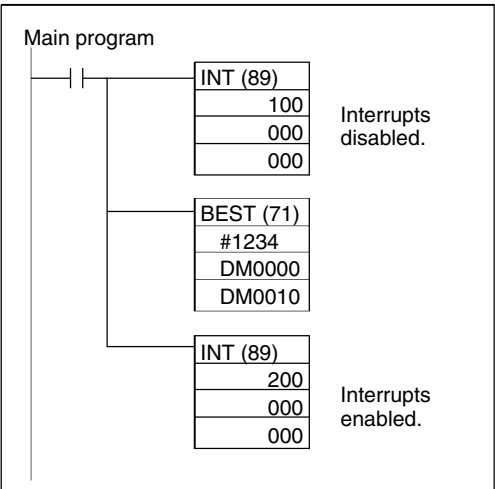 Main program
INT (89)
100
000
000
Interrupts
disabled.
BEST (71)
#1234
DM0000
DM0010
INT (89)
200
000
000
Interrupts
enabled.